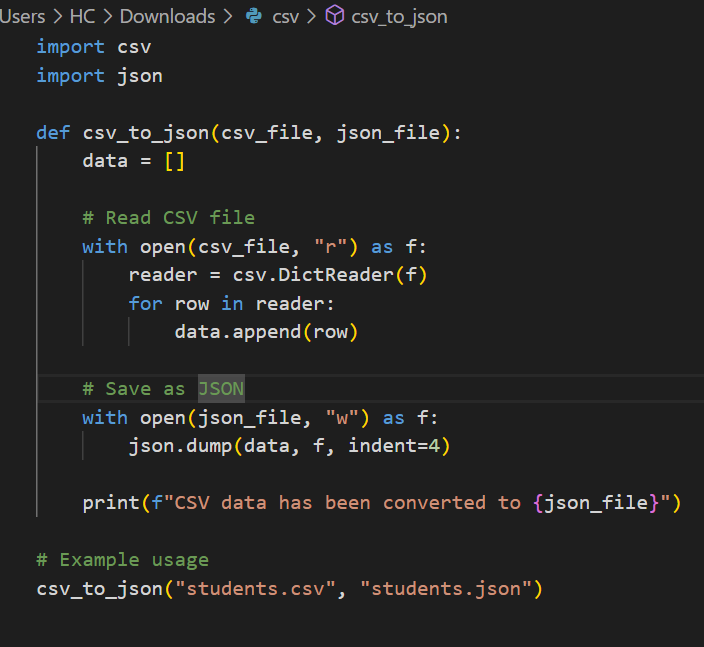 Users > HC > Downloads > csv > csv_to_json
import csv
import json
def csv_to_json(csv_file, json_file):
    data = []
    # Read CSV file
    with open(csv_file, "r") as f:
        reader = csv.DictReader(f)
        for row in reader:
            data.append(row)
    # Save as JSON
    with open(json_file, "w") as f:
        json.dump(data, f, indent=4)
    print(f"CSV data has been converted to {json_file}")
# Example usage
csv_to_json("students.csv", "students.json")